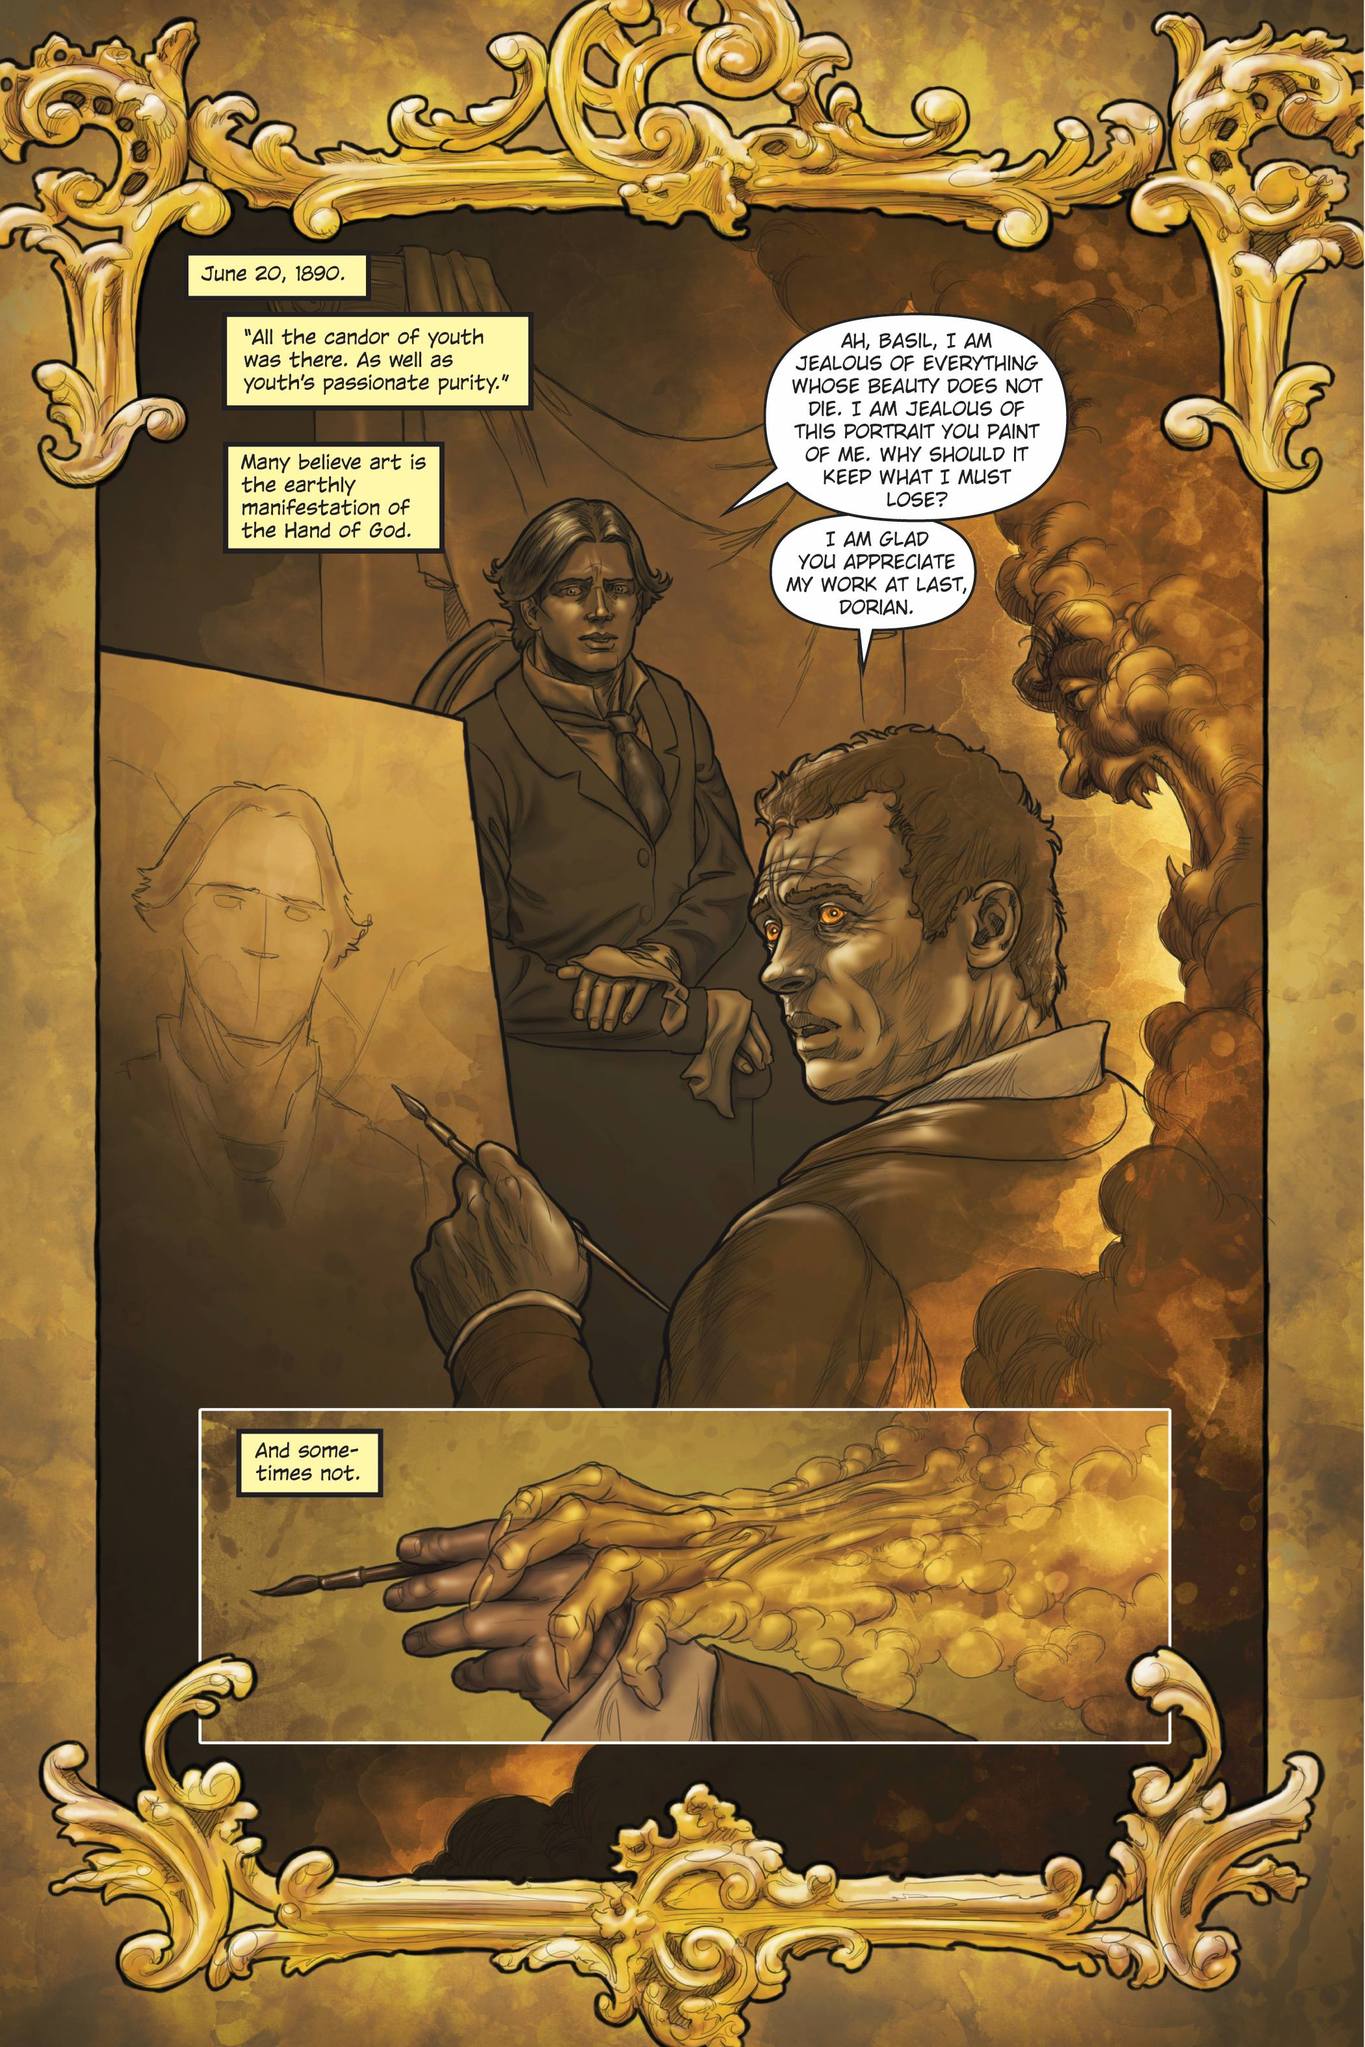 June 20, 1890.
"All the candor of youth
was there. As well as
youth's passionate purity."
Many believe art is
the earthly
manifestation of
the Hand of God.
AH, BASIL, I AM
JEALOUS OF EVERYTHING
WHOSE BEAUTY DOES NOT
DIE. I AM JEALOUS OF
THIS PORTRAIT YOU PAINT
OF ME. WHY SHOULD IT
KEEP WHAT I MUST
LOSE?
I AM GLAD
YOU APPRECIATE
MY WORK AT LAST,
DORIAN.
And some-
times not.